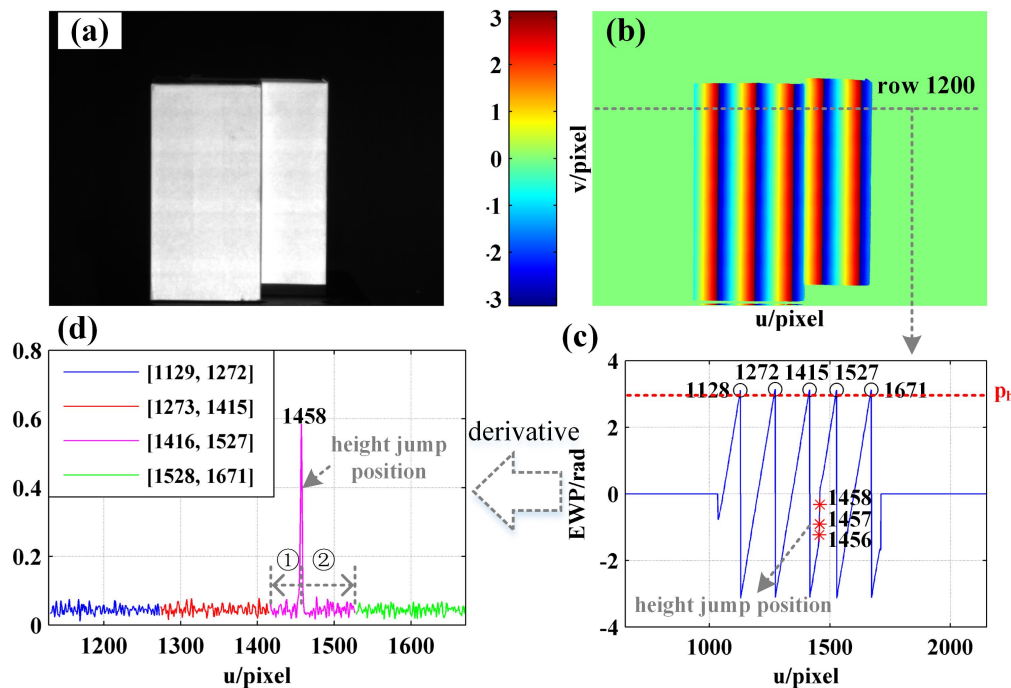 (a)
3
2
1
0
-1
-2
-3
v/pixel
(b)
row 1200
u/pixel
(d)
0.8
0.6
0.4
0.2
0
[1129, 1272]
[1273, 1415]
[1416, 1527]
[1528, 1671]
1458
height jump
position
① ②
1200 1300 1400 1500 1600
u/pixel
derivative
(c)
4
2
0
-2
-4
EWP/rad
1128 1272 1415 1527 1671
1458
1457
1456
height jump position
1000 1500 2000
u/pixel